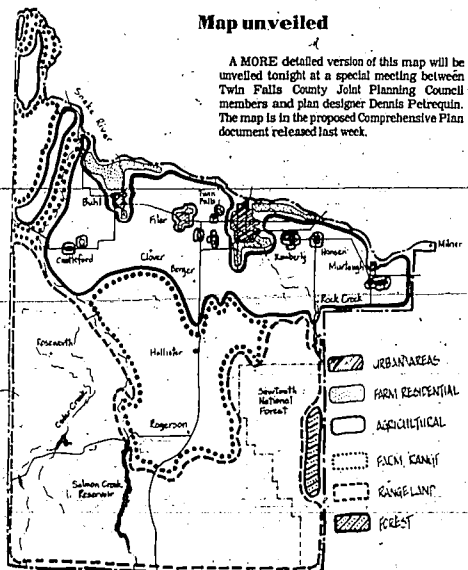 Map unveiled
A MORE detailed version of this map will be
unveiled tonight at a special meeting between
Twin Falls County Joint Planning Council
members and plan designer Dennis Petrequin.
The map is in the proposed Comprehensive Plan
document released last week.
Snake River
Buhl
Filer
Twin
Falls
Castleford
Clover
Berger
Kimberly
Hansen
Murtaugh
Milner
Rock Creek
Roseworth
Hollister
Cedar Creek
Sawtooth
National
Forest
Rogerson
Salmon Creek
Reservoir
URBAN AREAS
FARM RESIDENTIAL
AGRICULTURAL
FARM RANGE
RANGELAND
FOREST